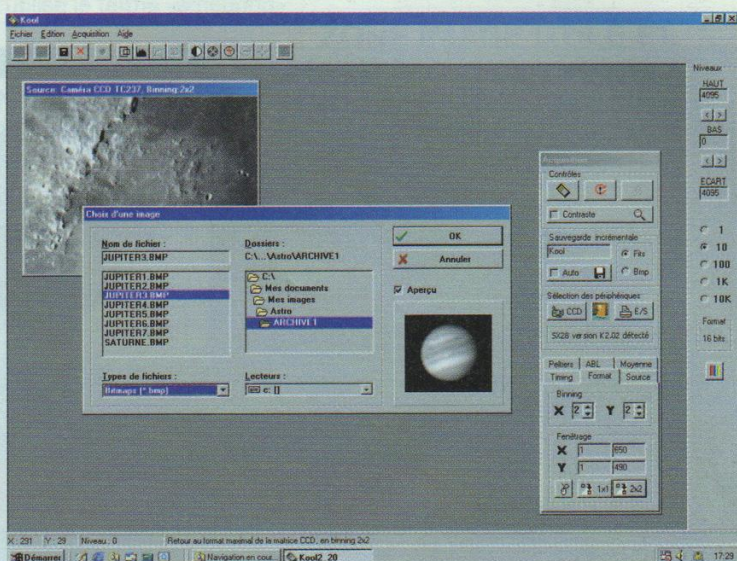 Kool
Fichier Edition Acquisition Aide
Source: Caméra CCD TC237, Binning:2x2
Niveaux
HAUT
4095
< >
BAS
0
< >
ECART
4095
1
10
100
1K
10K
Format
16 bits
Choix d'une image
Nom de fichier :
JUPITER3.BMP
JUPITER1.BMP
JUPITER2.BMP
JUPITER3.BMP
JUPITER4.BMP
JUPITER5.BMP
JUPITER6.BMP
JUPITER7.BMP
SATURNE.BMP
Types de fichiers :
Bitmaps (*.bmp)
Dossiers :
C:\...\Astro\ARCHIVE1
C:\
Mes documents
Mes images
Astro
ARCHIVE1
Lecteurs :
c: []
OK
Annuler
Aperçu
Acquisition
Contrôles
Contraste
Sauvegarde incrémentale
Kool
Fits
Auto
Bmp
Sélection des périphériques
CCD
E/S
SX28 version K2.02 détecté
Peltiers ABL Moyenne
Timing Format Source
Binning
X 2 Y 2
Fenêtrage
X 1 650
Y 1 490
1x1 2x2
X : 291 Y : 29 Niveau : 0 Retour au format maximal de la matrice CCD, en binning 2x2
Démarrer Navigation en cour... Kool2_20 17:29